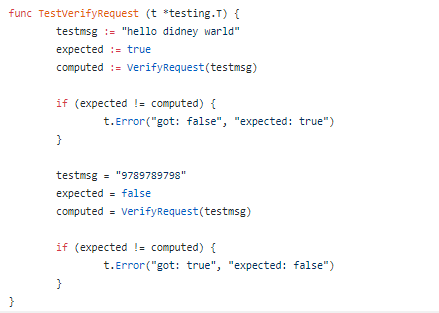 func TestVerifyRequest (t *testing.T) {
        testmsg := "hello didney warld"
        expected := true
        computed := VerifyRequest(testmsg)

        if (expected != computed) {
                t.Error("got: false", "expected: true")
        }

        testmsg = "9789789798"
        expected = false
        computed = VerifyRequest(testmsg)

        if (expected != computed) {
                t.Error("got: true", "expected: false")
        }
}